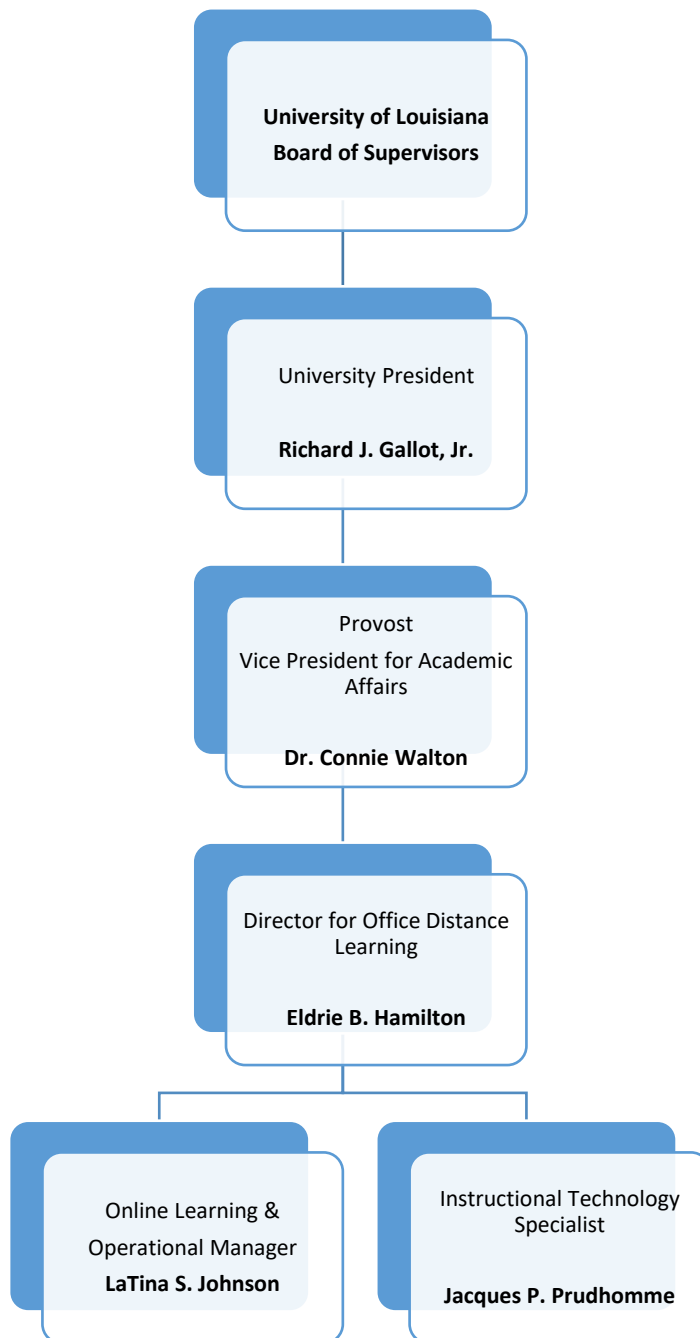 University of Louisiana
Board of Supervisors
University President
Richard J. Gallot, Jr.
Provost
Vice President for Academic
Affairs
Dr. Connie Walton
Director for Office Distance
Learning
Eldrie B. Hamilton
Online Learning &
Operational Manager
LaTina S. Johnson
Instructional Technology
Specialist
Jacques P. Prudhomme